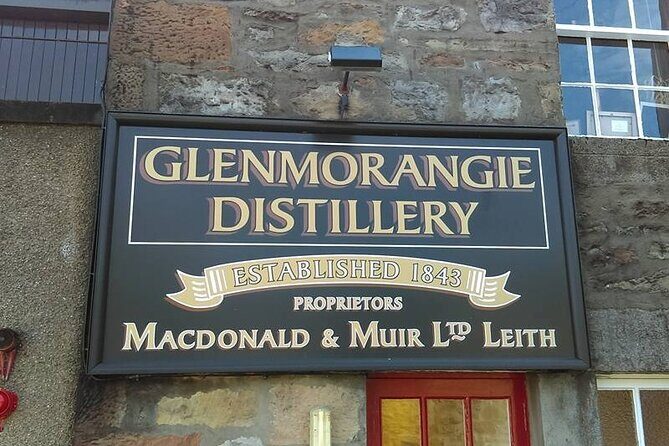 GLENMORANGIE
DISTILLERY
ESTABLISHED 1843
PROPRIETORS
MACDONALD & MUIR LTD LEITH